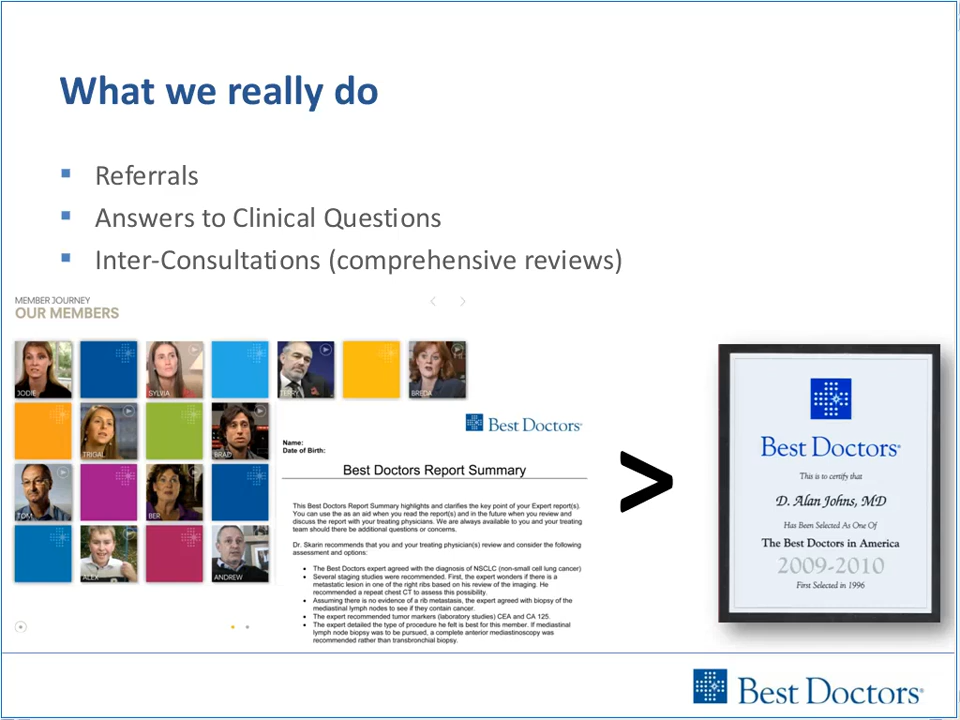 What we really do
▪ Referrals
▪ Answers to Clinical Questions
▪ Inter-Consultations (comprehensive reviews)
MEMBER JOURNEY
OUR MEMBERS
JODIE
SYLVIA
TERRY
BREDA
TRIGAL
BRAD
TOM
BER
ALEX
ANDREW
Best Doctors
Name:
Date of Birth:
Best Doctors Report Summary
This Best Doctors Report Summary highlights and clarifies the key point of your Expert report(s).
You can use the as an aid when you read the report(s) and in the future when you review and
discuss the report with your treating physicians. We are always available to you and your treating
team should there be additional questions or concerns.
Dr. Skarin recommends that you and your treating physician(s) review and consider the following
assessment and options:
• The Best Doctors expert agreed with the diagnosis of NSCLC (non-small cell lung cancer)
• Several staging studies were recommended. First, the expert wonders if there is a
metastatic lesion in one of the right ribs based on his review of the imaging. He
recommended a repeat chest CT to assess this possibility.
• Assuming there is no evidence of a rib metastasis, the expert agreed with biopsy of the
mediastinal lymph nodes to see if they contain cancer.
• The expert recommended tumor markers (laboratory studies) CEA and CA 125.
• The expert detailed the type of procedure he felt is best for this member. If mediastinal
lymph node biopsy was to be pursued, a complete anterior mediastinoscopy was
recommended rather than transbronchial biopsy.
>
Best Doctors®
This is to certify that
D. Alan Johns, MD
Has Been Selected As One Of
The Best Doctors in America
2009-2010
First Selected in 1996
Best Doctors®